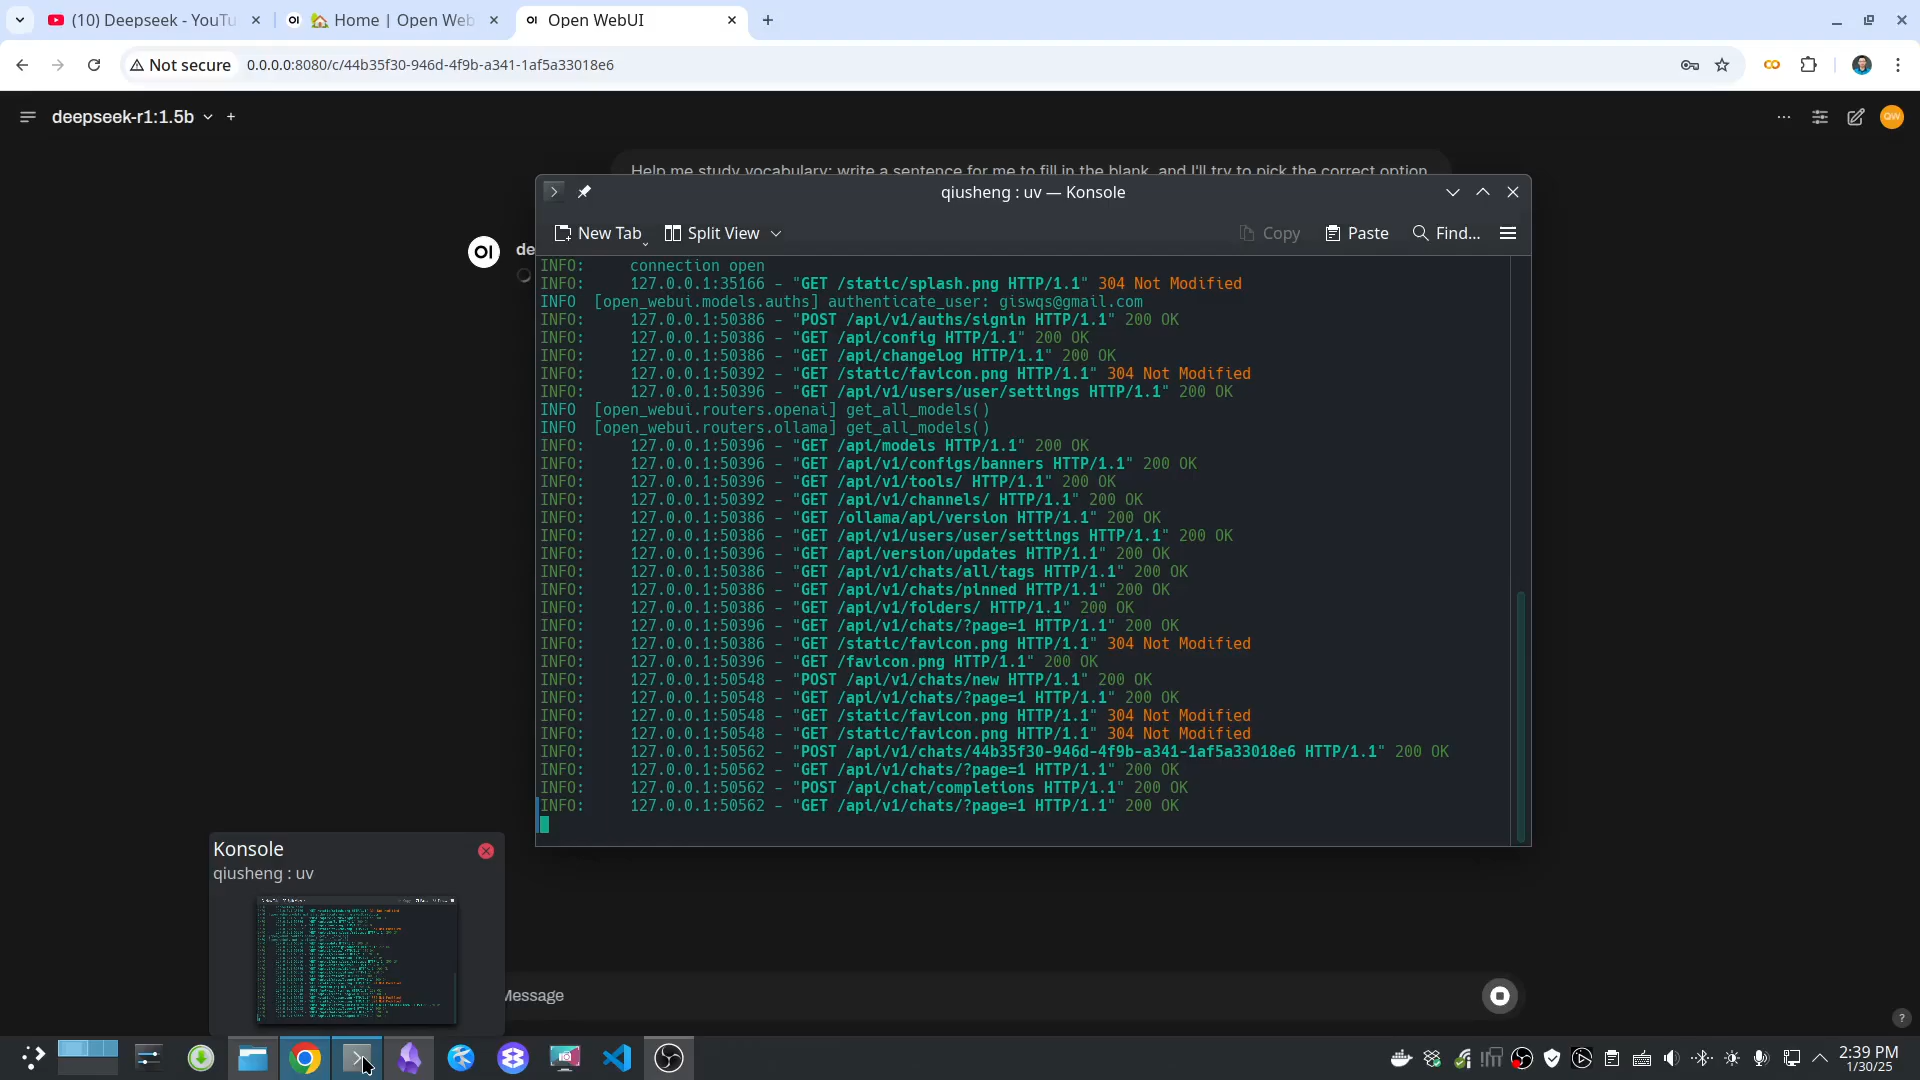 (10) Deepseek - YouTu
Home | Open Web
Open WebUI
Not secure
0.0.0.0:8080/c/44b35f30-946d-4f9b-a341-1af5a33018e6
deepseek-r1:1.5b
QW
Help me study vocabulary: write a sentence for me to fill in the blank, and I'll try to pick the correct option.
OI
de
qiusheng : uv — Konsole
New Tab
Split View
Copy
Paste
Find...
INFO:     connection open
INFO:     127.0.0.1:35166 - "GET /static/splash.png HTTP/1.1" 304 Not Modified
INFO  [open_webui.models.auths] authenticate_user: giswqs@gmail.com
INFO:     127.0.0.1:50386 - "POST /api/v1/auths/signin HTTP/1.1" 200 OK
INFO:     127.0.0.1:50386 - "GET /api/config HTTP/1.1" 200 OK
INFO:     127.0.0.1:50386 - "GET /api/changelog HTTP/1.1" 200 OK
INFO:     127.0.0.1:50392 - "GET /static/favicon.png HTTP/1.1" 304 Not Modified
INFO:     127.0.0.1:50396 - "GET /api/v1/users/user/settings HTTP/1.1" 200 OK
INFO  [open_webui.routers.openai] get_all_models()
INFO  [open_webui.routers.ollama] get_all_models()
INFO:     127.0.0.1:50396 - "GET /api/models HTTP/1.1" 200 OK
INFO:     127.0.0.1:50396 - "GET /api/v1/configs/banners HTTP/1.1" 200 OK
INFO:     127.0.0.1:50396 - "GET /api/v1/tools/ HTTP/1.1" 200 OK
INFO:     127.0.0.1:50392 - "GET /api/v1/channels/ HTTP/1.1" 200 OK
INFO:     127.0.0.1:50386 - "GET /ollama/api/version HTTP/1.1" 200 OK
INFO:     127.0.0.1:50386 - "GET /api/v1/users/user/settings HTTP/1.1" 200 OK
INFO:     127.0.0.1:50396 - "GET /api/version/updates HTTP/1.1" 200 OK
INFO:     127.0.0.1:50386 - "GET /api/v1/chats/all/tags HTTP/1.1" 200 OK
INFO:     127.0.0.1:50386 - "GET /api/v1/chats/pinned HTTP/1.1" 200 OK
INFO:     127.0.0.1:50386 - "GET /api/v1/folders/ HTTP/1.1" 200 OK
INFO:     127.0.0.1:50396 - "GET /api/v1/chats/?page=1 HTTP/1.1" 200 OK
INFO:     127.0.0.1:50386 - "GET /static/favicon.png HTTP/1.1" 304 Not Modified
INFO:     127.0.0.1:50396 - "GET /favicon.png HTTP/1.1" 200 OK
INFO:     127.0.0.1:50548 - "POST /api/v1/chats/new HTTP/1.1" 200 OK
INFO:     127.0.0.1:50548 - "GET /api/v1/chats/?page=1 HTTP/1.1" 200 OK
INFO:     127.0.0.1:50548 - "GET /static/favicon.png HTTP/1.1" 304 Not Modified
INFO:     127.0.0.1:50548 - "GET /static/favicon.png HTTP/1.1" 304 Not Modified
INFO:     127.0.0.1:50562 - "POST /api/v1/chats/44b35f30-946d-4f9b-a341-1af5a33018e6 HTTP/1.1" 200 OK
INFO:     127.0.0.1:50562 - "GET /api/v1/chats/?page=1 HTTP/1.1" 200 OK
INFO:     127.0.0.1:50562 - "POST /api/chat/completions HTTP/1.1" 200 OK
INFO:     127.0.0.1:50562 - "GET /api/v1/chats/?page=1 HTTP/1.1" 200 OK
Konsole
qiusheng : uv
Message
?
2:39 PM
1/30/25